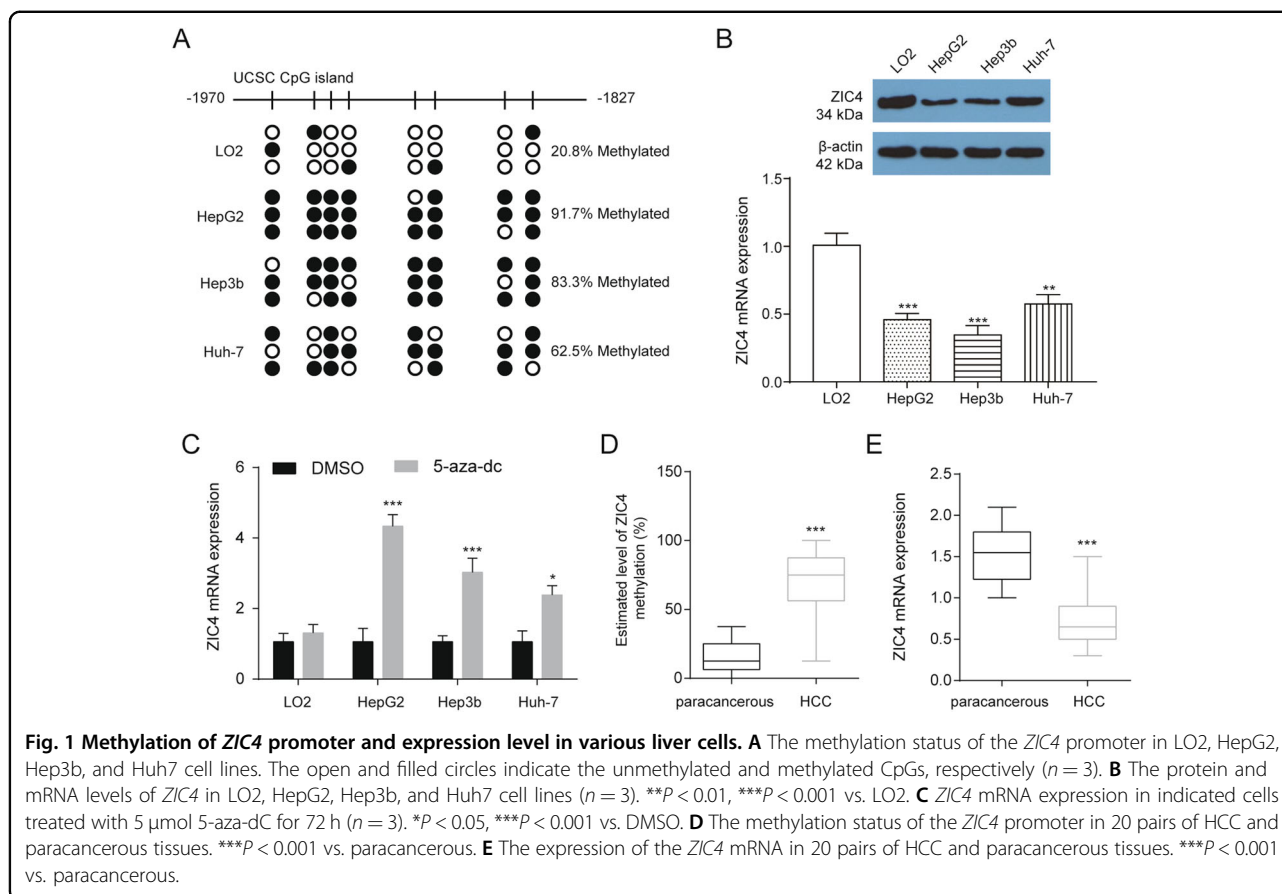 A
UCSC CpG island
-1970
-1827
LO2
20.8% Methylated
HepG2
91.7% Methylated
Hep3b
83.3% Methylated
Huh-7
62.5% Methylated
B
LO2 HepG2 Hep3b Huh-7
ZIC4
34 kDa
β-actin
42 kDa
ZIC4 mRNA expression
1.5
1.0
0.5
0.0
*** *** **
LO2 HepG2 Hep3b Huh-7
C
DMSO 5-aza-dc
ZIC4 mRNA expression
6
4
2
0
*** *** *
LO2 HepG2 Hep3b Huh-7
D
Estimated level of ZIC4
methylation (%)
150
100
50
0
***
paracancerous HCC
E
ZIC4 mRNA expression
2.5
2.0
1.5
1.0
0.5
0.0
***
paracancerous HCC
Fig. 1 Methylation of ZIC4 promoter and expression level in various liver cells. A The methylation status of the ZIC4 promoter in LO2, HepG2,
Hep3b, and Huh7 cell lines. The open and filled circles indicate the unmethylated and methylated CpGs, respectively (n = 3). B The protein and
mRNA levels of ZIC4 in LO2, HepG2, Hep3b, and Huh7 cell lines (n = 3). **P < 0.01, ***P < 0.001 vs. LO2. C ZIC4 mRNA expression in indicated cells
treated with 5 μmol 5-aza-dC for 72 h (n = 3). *P < 0.05, ***P < 0.001 vs. DMSO. D The methylation status of the ZIC4 promoter in 20 pairs of HCC and
paracancerous tissues. ***P < 0.001 vs. paracancerous. E The expression of the ZIC4 mRNA in 20 pairs of HCC and paracancerous tissues. ***P < 0.001
vs. paracancerous.